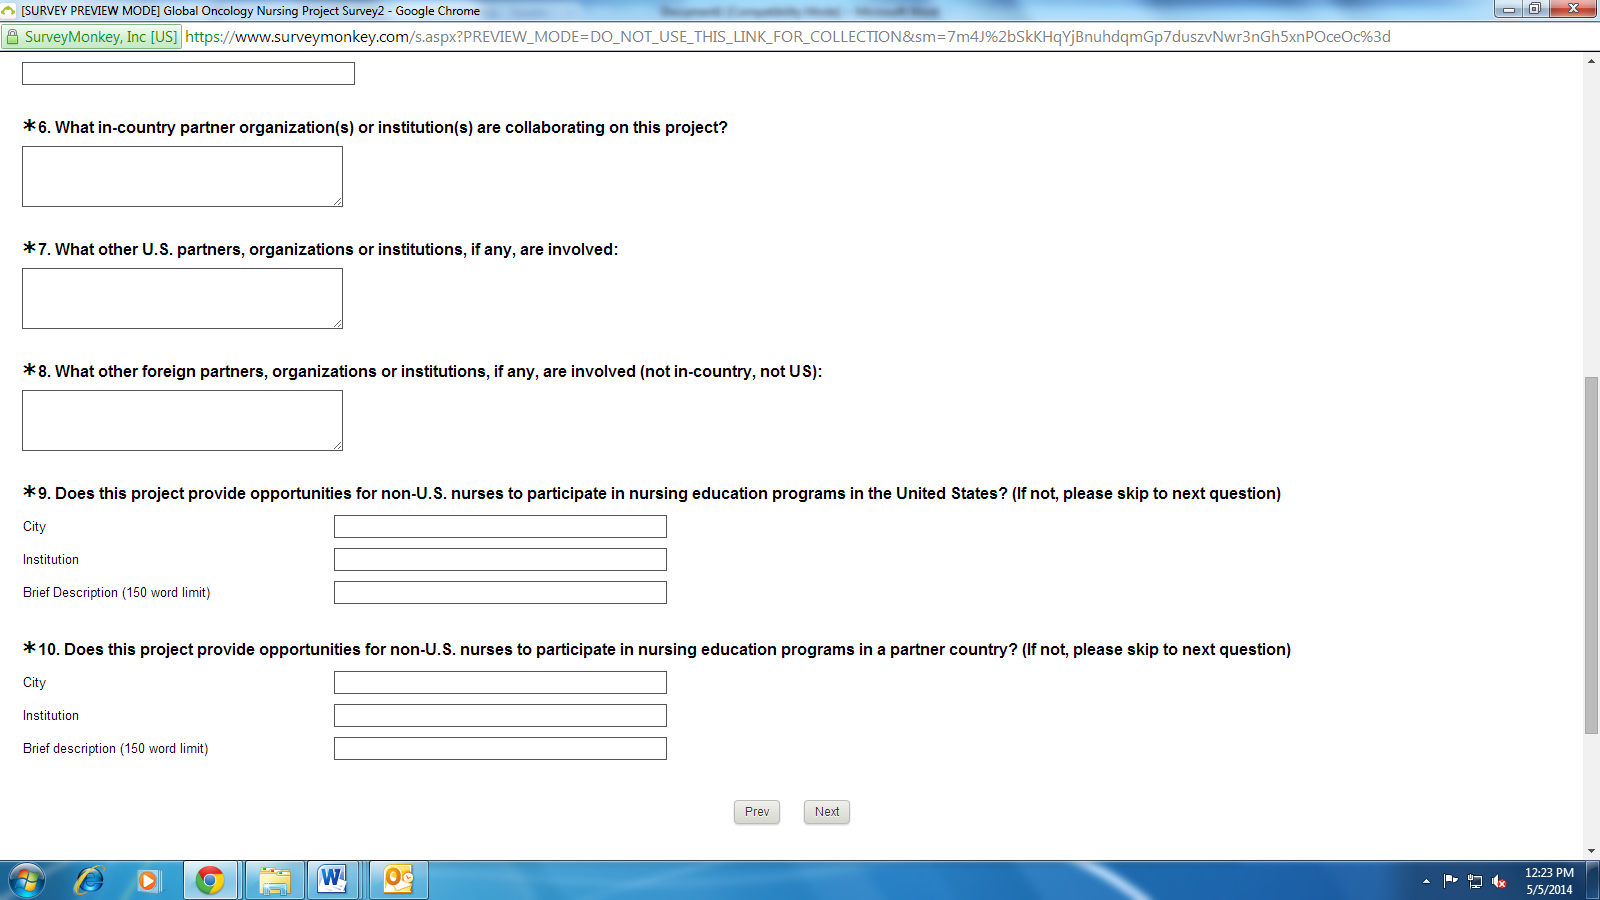 [SURVEY PREVIEW MODE] Global Oncology Nursing Project Survey2 - Google Chrome
SurveyMonkey, Inc [US] https://www.surveymonkey.com/s.aspx?PREVIEW_MODE=DO_NOT_USE_THIS_LINK_FOR_COLLECTION&sm=7m4J%2bSkKHqYjBnuhdqmGp7duszvNwr3nGh5xnPOceOc%3d
*6. What in-country partner organization(s) or institution(s) are collaborating on this project?
*7. What other U.S. partners, organizations or institutions, if any, are involved:
*8. What other foreign partners, organizations or institutions, if any, are involved (not in-country, not US):
*9. Does this project provide opportunities for non-U.S. nurses to participate in nursing education programs in the United States? (If not, please skip to next question)
City
Institution
Brief Description (150 word limit)
*10. Does this project provide opportunities for non-U.S. nurses to participate in nursing education programs in a partner country? (If not, please skip to next question)
City
Institution
Brief description (150 word limit)
Prev Next
12:23 PM
5/5/2014